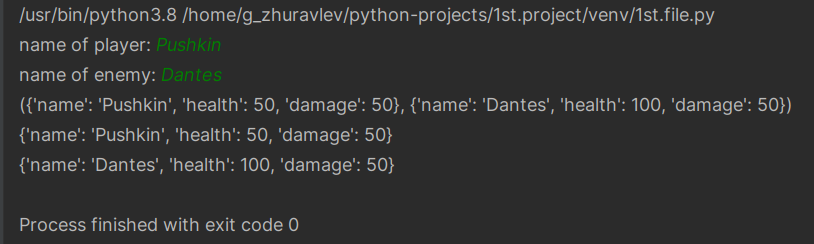 /usr/bin/python3.8 /home/g_zhuravlev/python-projects/1st.project/venv/1st.file.py
name of player: Pushkin
name of enemy: Dantes
({'name': 'Pushkin', 'health': 50, 'damage': 50}, {'name': 'Dantes', 'health': 100, 'damage': 50})
{'name': 'Pushkin', 'health': 50, 'damage': 50}
{'name': 'Dantes', 'health': 100, 'damage': 50}
Process finished with exit code 0